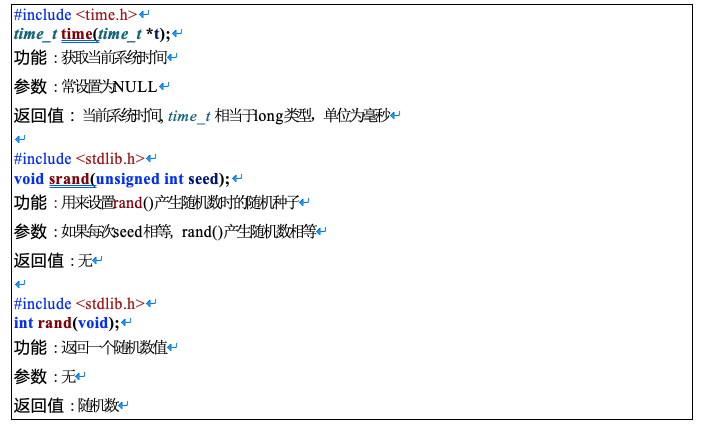 #include <time.h>
time_t time(time_t *t);
功能：获取当前系统时间
参数：常设置为NULL
返回值：当前系统时间, time_t 相当于long类型，单位为毫秒
#include <stdlib.h>
void srand(unsigned int seed);
功能：用来设置rand()产生随机数时的随机种子
参数：如果每次seed相等，rand()产生随机数相等
返回值：无
#include <stdlib.h>
int rand(void);
功能：返回一个随机数值
参数：无
返回值：随机数